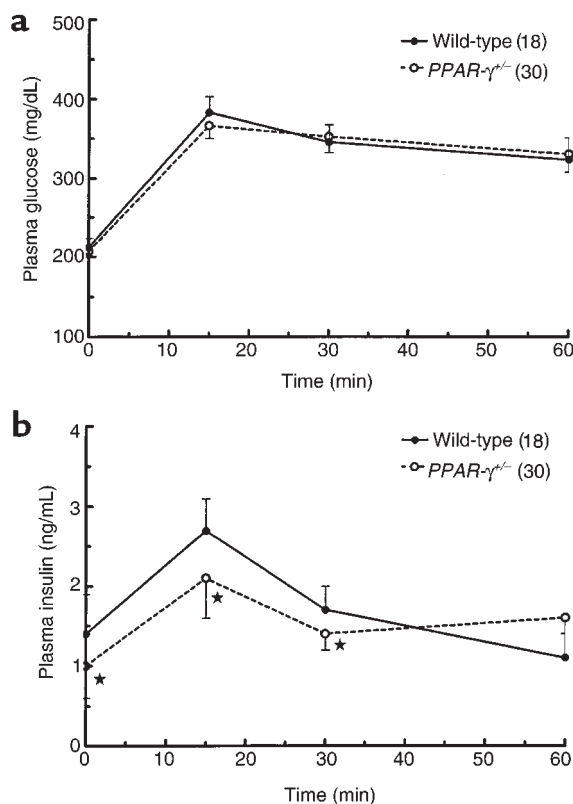 a
500
400
300
200
100
Plasma glucose (mg/dL)
Wild-type (18)
PPAR-γ+/– (30)
0 10 20 30 40 50 60
Time (min)
b
4
3
2
1
0
Plasma insulin (ng/mL)
Wild-type (18)
PPAR-γ+/– (30)
0 10 20 30 40 50 60
Time (min)